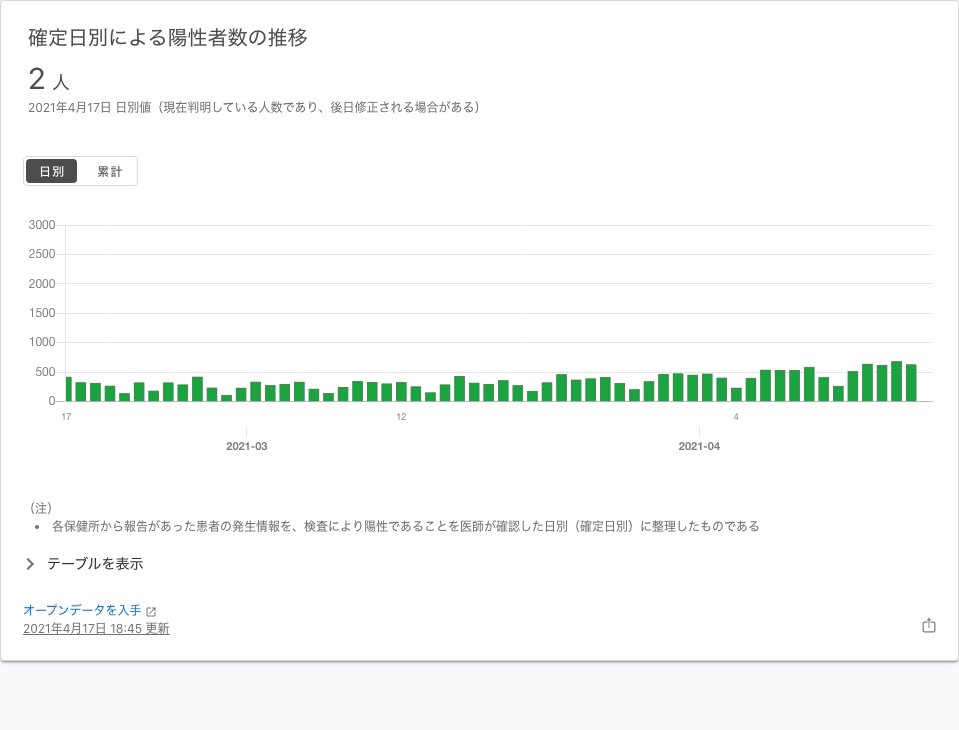 確定日別による陽性者数の推移
2 人
2021年4月17日 日別値（現在判明している人数であり、後日修正される場合がある）
日別 累計
3000
2500
2000
1500
1000
500
0
17 12 4
2021-03 2021-04
（注）
• 各保健所から報告があった患者の発生情報を、検査により陽性であることを医師が確認した日別（確定日別）に整理したものである
テーブルを表示
オープンデータを入手
2021年4月17日 18:45 更新